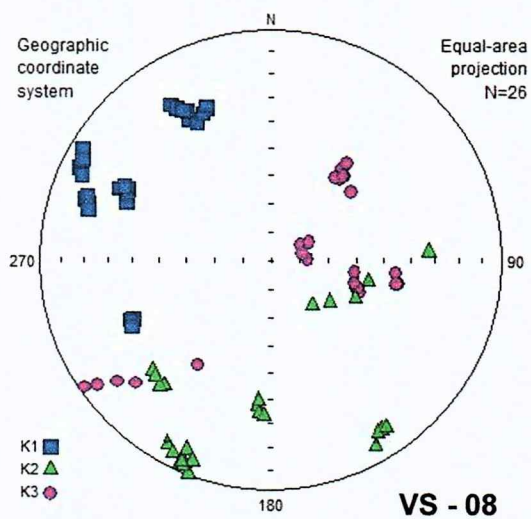 N
Geographic
coordinate
system
Equal-area
projection
N=26
270
90
K1
K2
K3
180
VS - 08